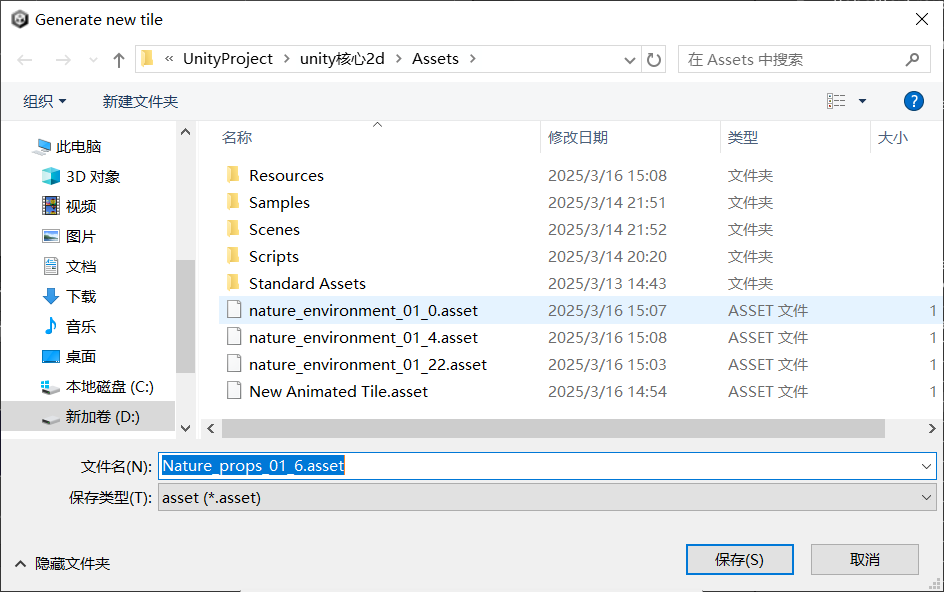 Generate new tile
« UnityProject > unity核心2d > Assets >
在 Assets 中搜索
组织
新建文件夹
?
此电脑
3D 对象
视频
图片
文档
下载
音乐
桌面
本地磁盘 (C:)
新加卷 (D:)
名称 修改日期 类型 大小
Resources 2025/3/16 15:08 文件夹
Samples 2025/3/14 21:51 文件夹
Scenes 2025/3/14 21:52 文件夹
Scripts 2025/3/14 20:20 文件夹
Standard Assets 2025/3/13 14:43 文件夹
nature_environment_01_0.asset 2025/3/16 15:07 ASSET 文件 1
nature_environment_01_4.asset 2025/3/16 15:08 ASSET 文件 1
nature_environment_01_22.asset 2025/3/16 15:03 ASSET 文件 1
New Animated Tile.asset 2025/3/16 14:54 ASSET 文件 1
文件名(N): Nature_props_01_6.asset
保存类型(T): asset (*.asset)
隐藏文件夹
保存(S)
取消